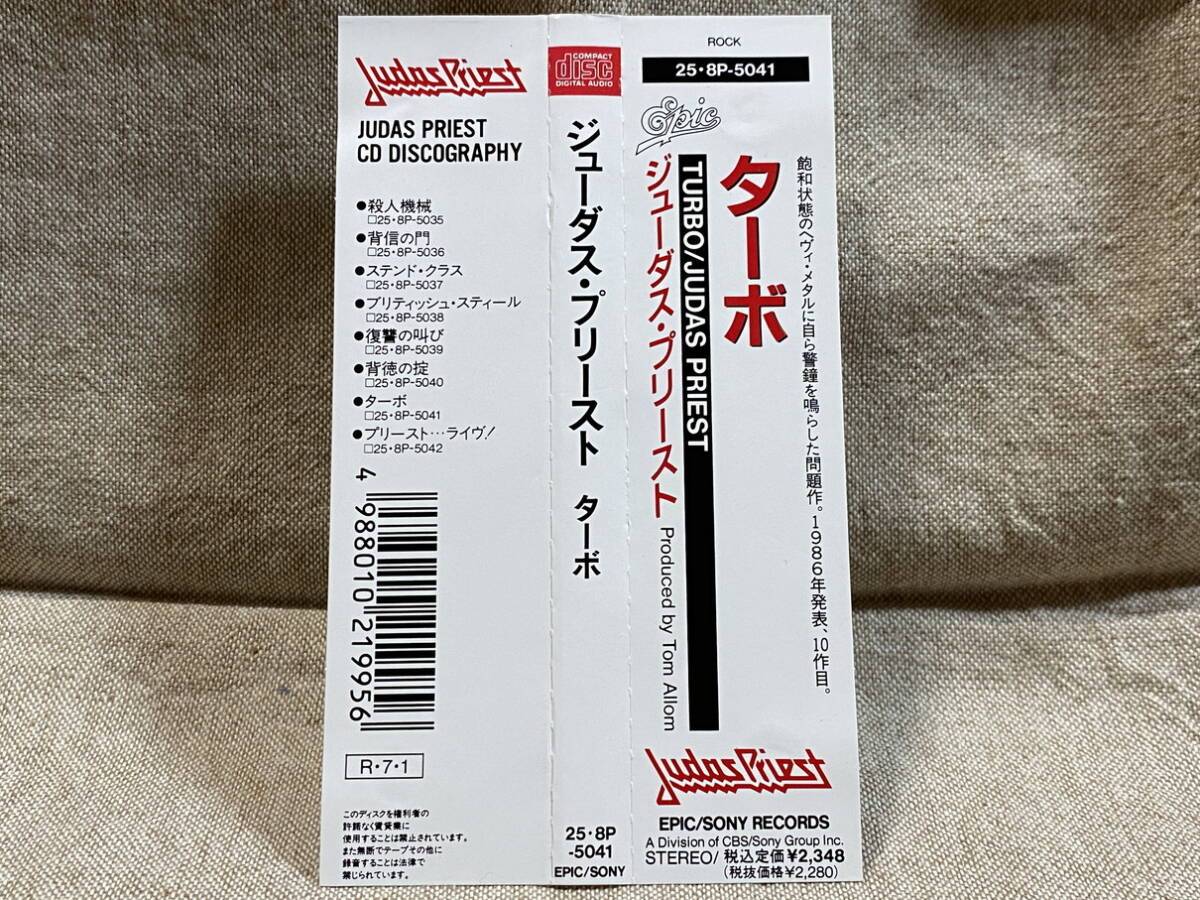 Judas Priest
JUDAS PRIEST
CD DISCOGRAPHY
●殺人機械
□25・8P-5035
●背信の門
□25・8P-5036
●ステンド・クラス
□25・8P-5037
●ブリティッシュ・スティール
□25・8P-5038
●復讐の叫び
□25・8P-5039
●背徳の掟
□25・8P-5040
●ターボ
□25・8P-5041
●プリースト…ライヴ!
□25・8P-5042
4 988010 219956
R・7・1
このディスクを権利者の
許諾なく賃貸業に
使用することは禁止されています。
また無断でテープその他に
録音することは法律で
禁じられています。
COMPACT
disc
DIGITAL AUDIO
ジューダス・プリースト ターボ
25・8P
-5041
EPIC/SONY
ROCK
25・8P-5041
Epic
飽和状態のヘヴィ・メタルに自ら警鐘を鳴らした問題作。1986年発表、10作目。
ターボ
TURBO/JUDAS PRIEST
ジューダス・プリースト Produced by Tom Allom
Judas Priest
EPIC/SONY RECORDS
A Division of CBS/Sony Group Inc.
STEREO/税込定価¥2,348
(税抜価格¥2,280)